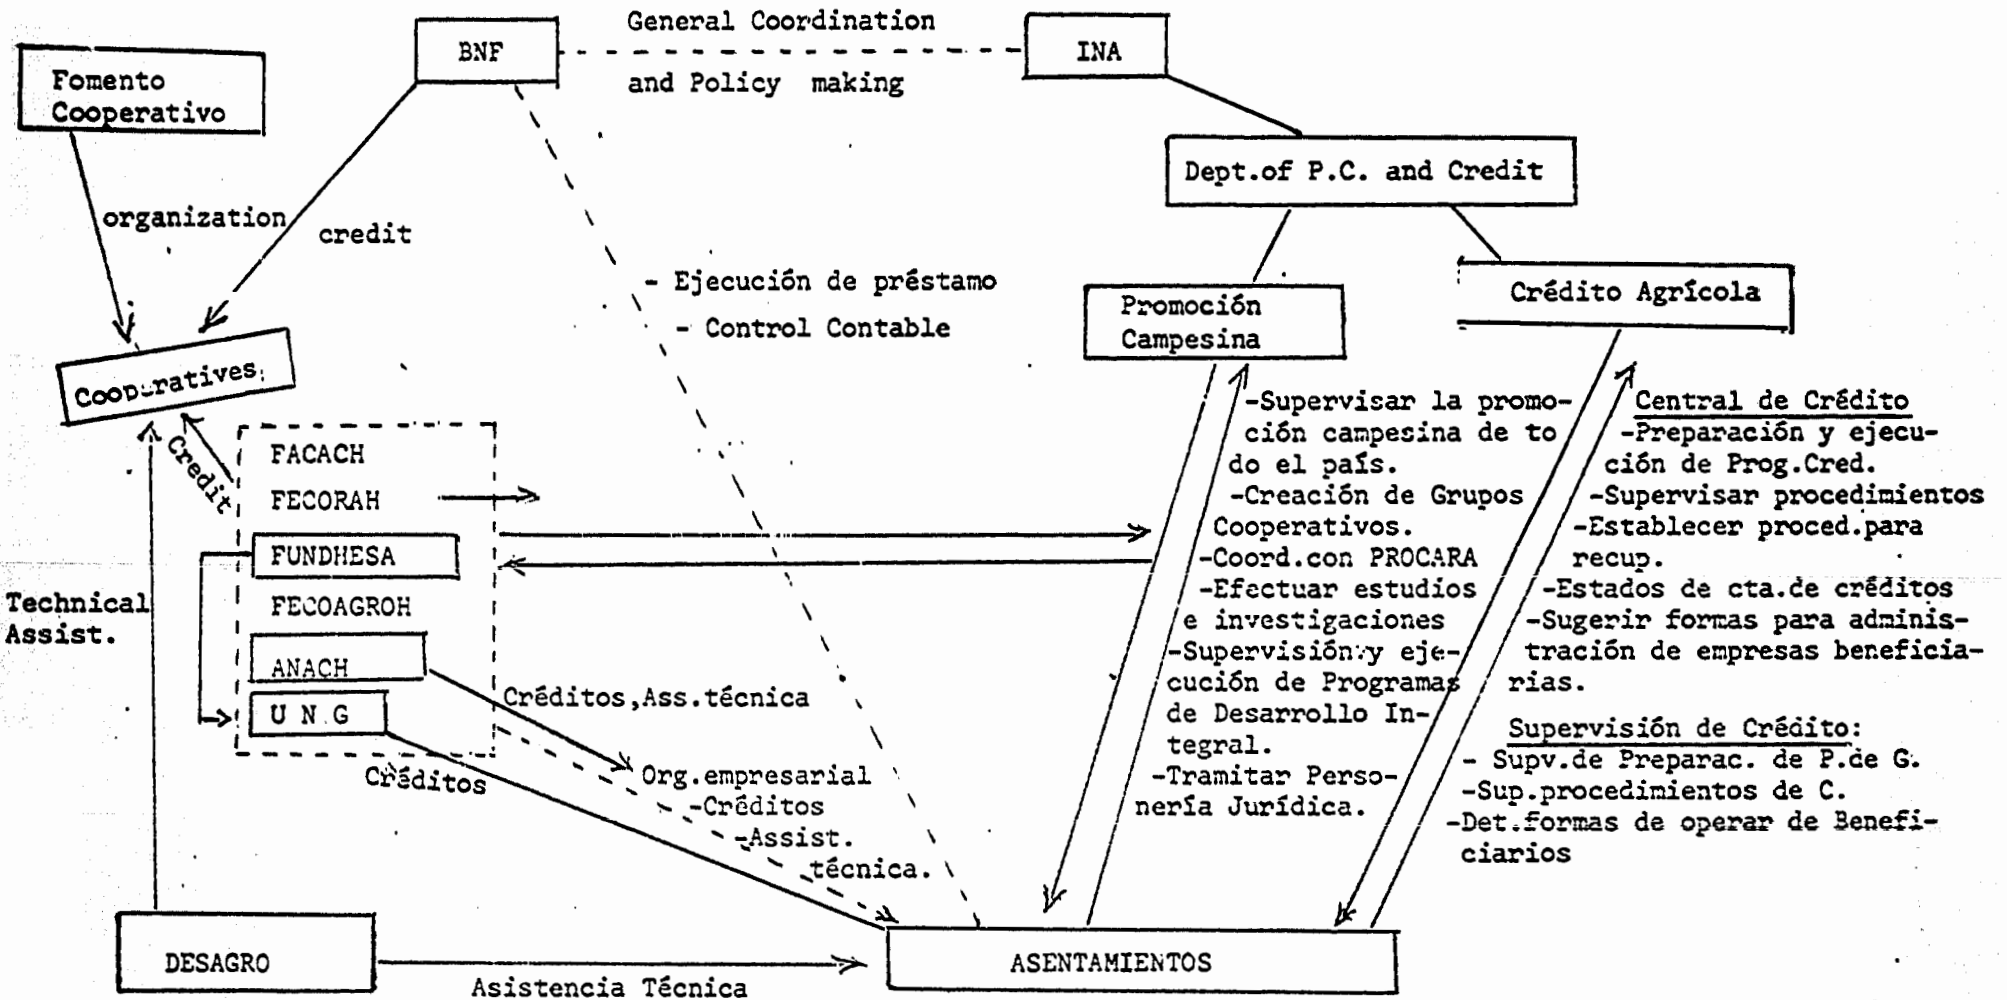 General Coordination
BNF
INA
and Policy making
Fomento
Cooperativo
Dept.of P.C. and Credit
organization
credit
- Ejecución de préstamo
- Control Contable
Promoción
Campesina
Crédito Agrícola
Cooperatives
Credit
FACACH
FECORAH
FUNDHESA
FECOAGROH
ANACH
U N G
Technical
Assist.
Créditos,Ass.técnica
Créditos
Org.empresarial
-Créditos
-Assist.
técnica.
-Supervisar la promo-
ción campesina de to
do el país.
-Creación de Grupos
Cooperativos.
-Coord.con PROCARA
-Efectuar estudios
e investigaciones
-Supervisión y eje-
cución de Programas
de Desarrollo In-
tegral.
-Tramitar Perso-
nería Jurídica.
Central de Crédito
-Preparación y ejecu-
ción de Prog.Cred.
-Supervisar procedimientos
-Establecer proced.para
recup.
-Estados de cta.de créditos
-Sugerir formas para adminis-
tración de empresas beneficia-
rias.
Supervisión de Crédito:
- Supv.de Preparac. de P.de G.
-Sup.procedimientos de C.
-Det.formas de operar de Benefi-
ciarios
DESAGRO
Asistencia Técnica
ASENTAMIENTOS